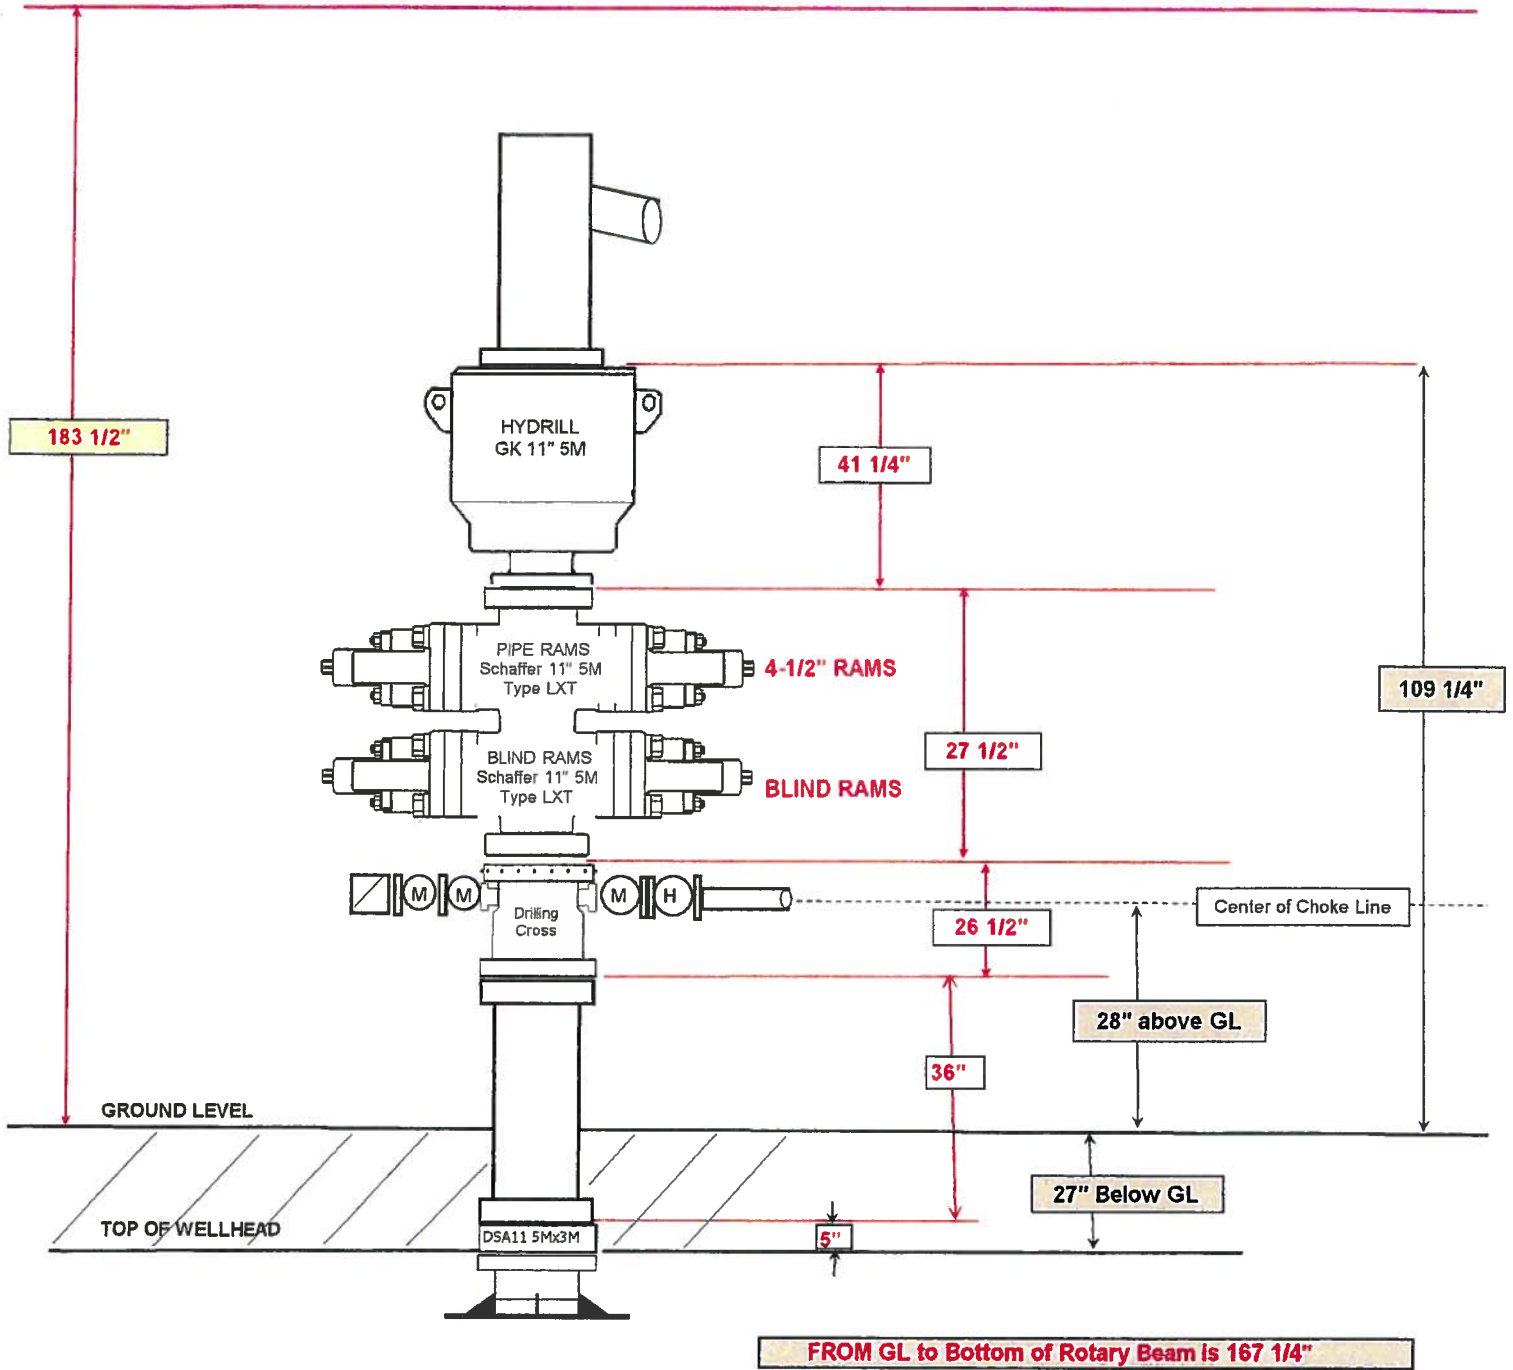 183 1/2"
HYDRILL
GK 11" 5M
41 1/4"
PIPE RAMS
Schaffer 11" 5M
Type LXT
4-1/2" RAMS
109 1/4"
27 1/2"
BLIND RAMS
Schaffer 11" 5M
Type LXT
BLIND RAMS
M
M
M
H
Center of Choke Line
Drilling
Cross
26 1/2"
28" above GL
36"
GROUND LEVEL
27" Below GL
TOP OF WELLHEAD
DSA11 5Mx3M
5"
FROM GL to Bottom of Rotary Beam is 167 1/4"